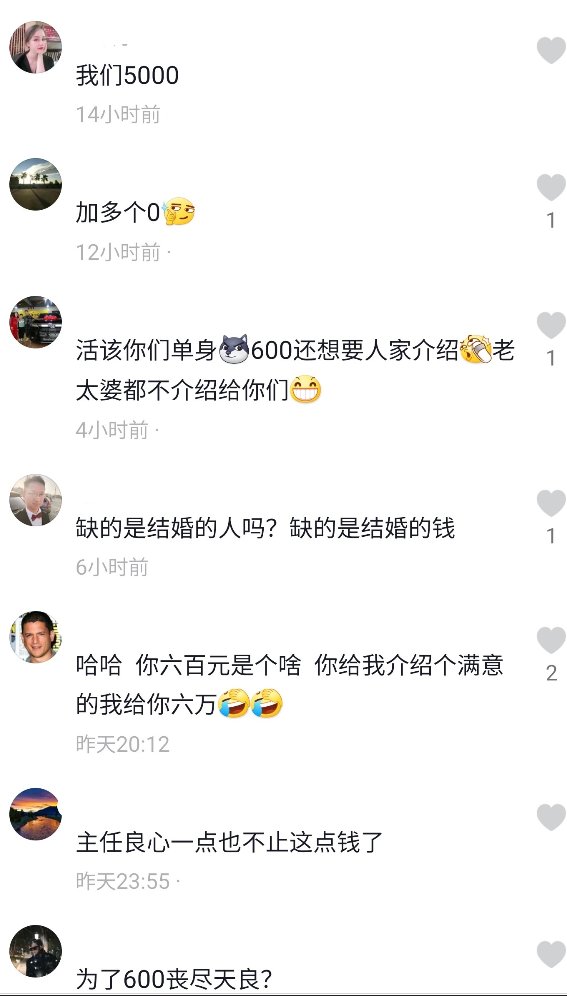 我们5000
14小时前
加多个0
1
12小时前 ·
活该你们单身600还想要人家介绍老
太婆都不介绍给你们
1
4小时前 ·
缺的是结婚的人吗？缺的是结婚的钱
1
6小时前
哈哈 你六百元是个啥 你给我介绍个满意
的我给你六万
2
昨天20:12
主任良心一点也不止这点钱了
昨天23:55 ·
为了600丧尽天良？